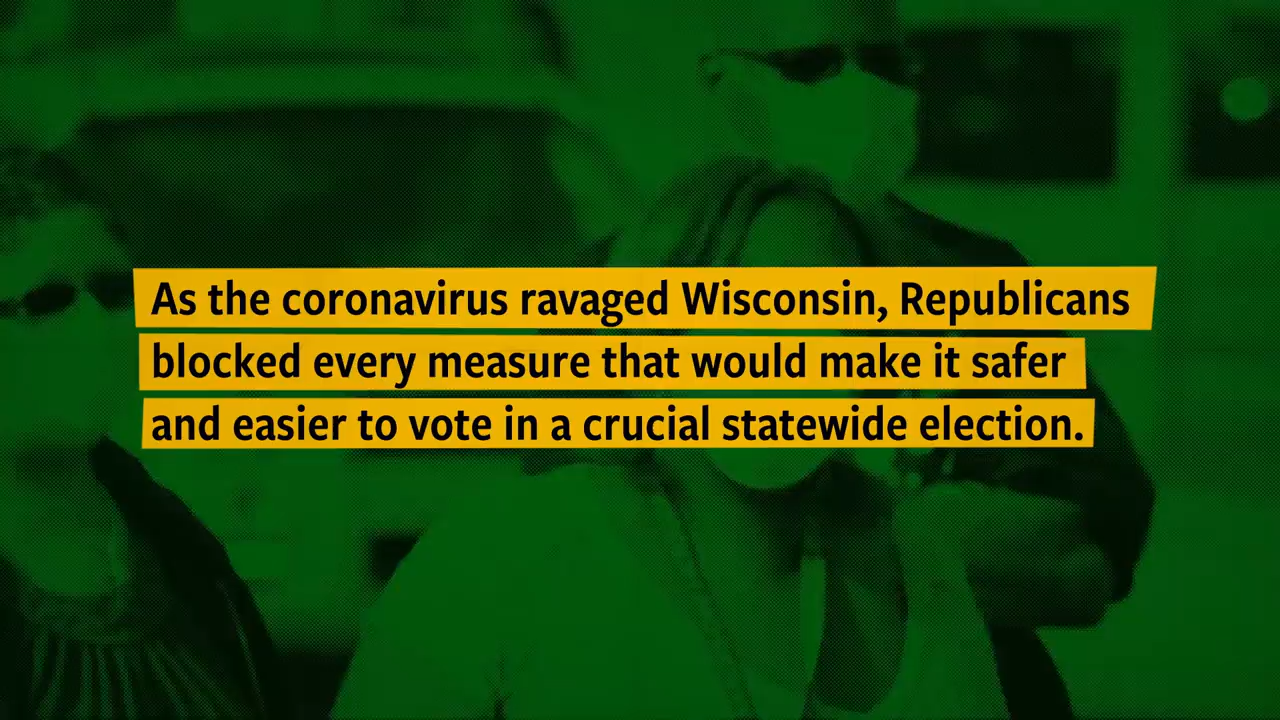 As the coronavirus ravaged Wisconsin, Republicans
blocked every measure that would make it safer
and easier to vote in a crucial statewide election.